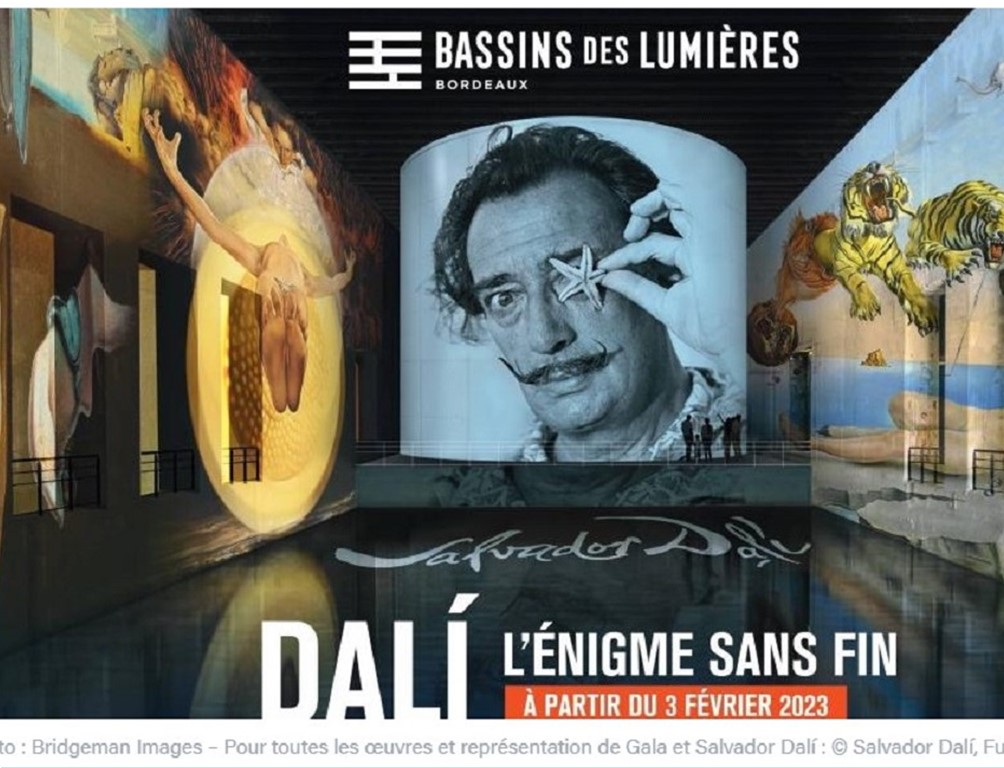 BASSINS DES LUMIÈRES
BORDEAUX
Salvador Dalí
DALÍ
L'ÉNIGME SANS FIN
À PARTIR DU 3 FÉVRIER 2023
to : Bridgeman Images – Pour toutes les œuvres et représentation de Gala et Salvador Dalí : © Salvador Dalí, Fu